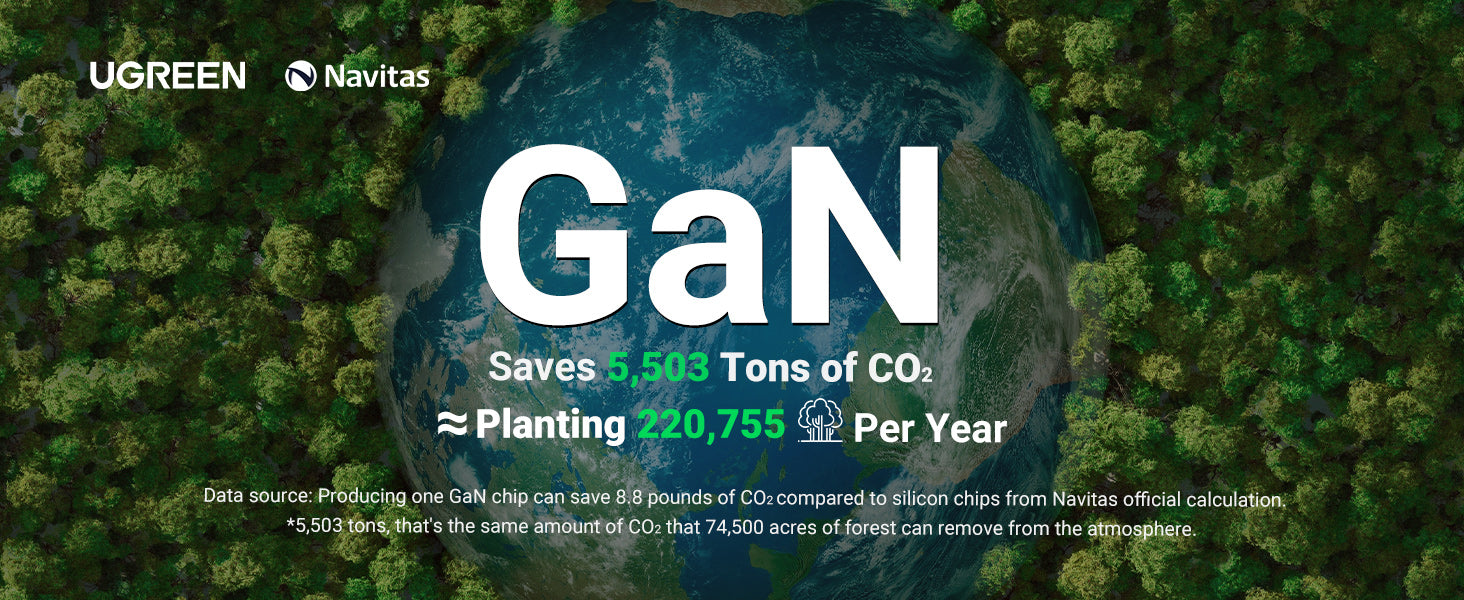 UGREEN Navitas
GaN
Saves 5,503 Tons of CO₂
≈Planting 220,755 Per Year
Data source: Producing one GaN chip can save 8.8 pounds of CO₂ compared to silicon chips from Navitas official calculation.
*5,503 tons, that's the same amount of CO₂ that 74,500 acres of forest can remove from the atmosphere.